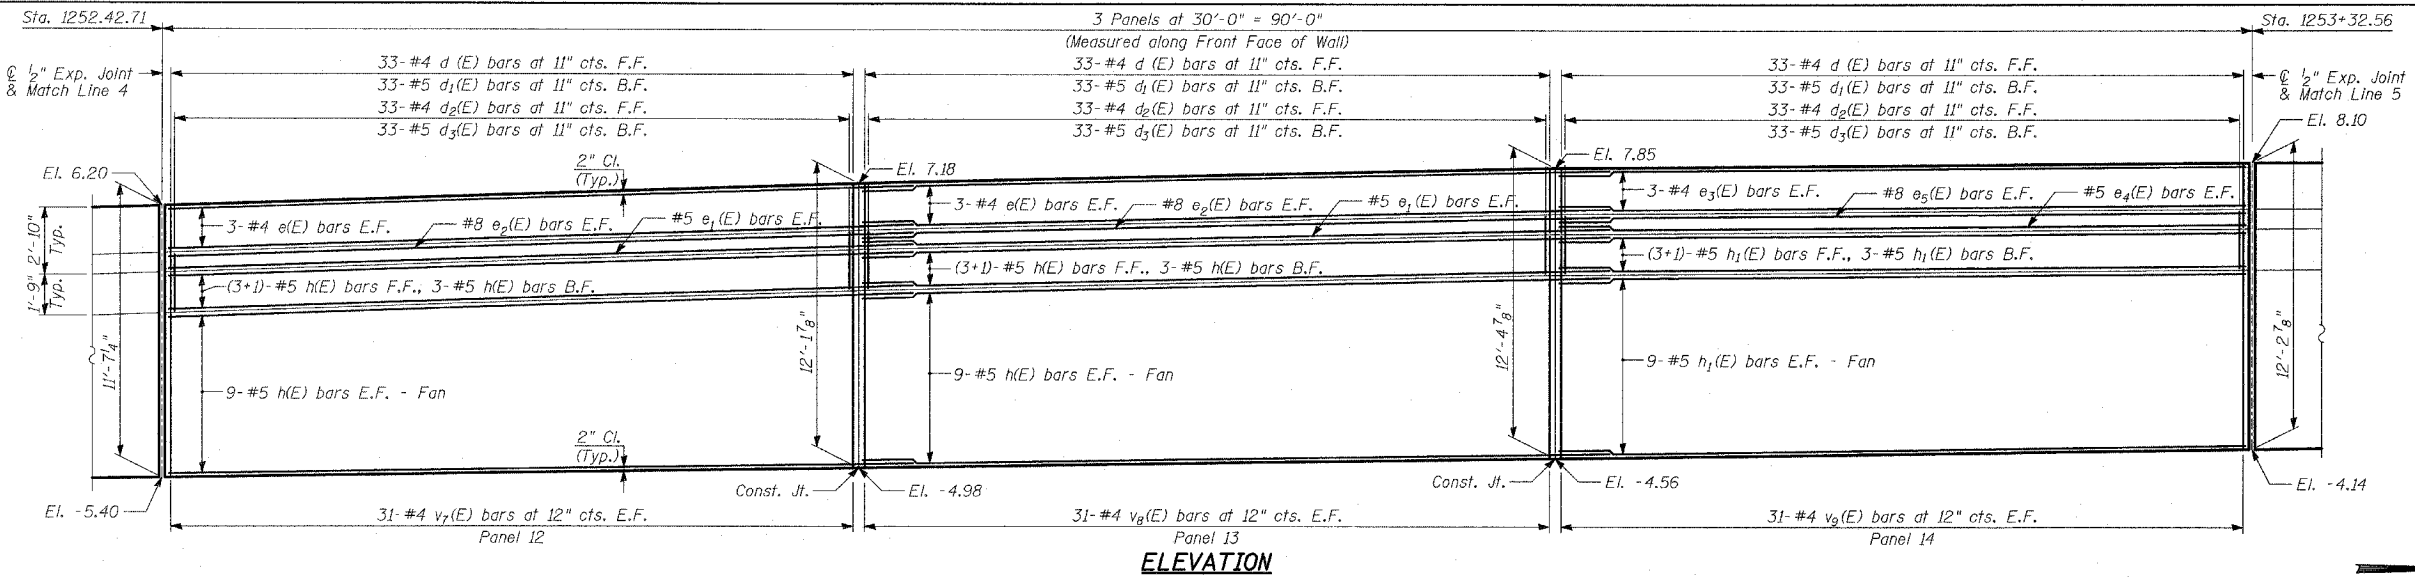 Sta. 1252.42.71
3 Panels at 30'-0" = 90'-0"
(Measured along Front Face of Wall)
Sta. 1253+32.56
℄ ½" Exp. Joint
& Match Line 4
33-#4 d (E) bars at 11" cts. F.F.
33-#5 d₁(E) bars at 11" cts. B.F.
33-#4 d₂(E) bars at 11" cts. F.F.
33-#5 d₃(E) bars at 11" cts. B.F.
33-#4 d (E) bars at 11" cts. F.F.
33-#5 d₁(E) bars at 11" cts. B.F.
33-#4 d₂(E) bars at 11" cts. F.F.
33-#5 d₃(E) bars at 11" cts. B.F.
33-#4 d (E) bars at 11" cts. F.F.
33-#5 d₁(E) bars at 11" cts. B.F.
33-#4 d₂(E) bars at 11" cts. F.F.
33-#5 d₃(E) bars at 11" cts. B.F.
℄ ½" Exp. Joint
& Match Line 5
El. 6.20
2" Cl.
(Typ.)
El. 7.18
El. 7.85
El. 8.10
2'-10"
Typ.
1'-9"
Typ.
3-#4 e(E) bars E.F.
#8 e₂(E) bars E.F.
#5 e₁(E) bars E.F.
3-#4 e(E) bars E.F.
#8 e₂(E) bars E.F.
#5 e₁(E) bars E.F.
3-#4 e₃(E) bars E.F.
#8 e₅(E) bars E.F.
#5 e₄(E) bars E.F.
(3+1)-#5 h(E) bars F.F., 3-#5 h(E) bars B.F.
(3+1)-#5 h(E) bars F.F., 3-#5 h(E) bars B.F.
(3+1)-#5 h₁(E) bars F.F., 3-#5 h₁(E) bars B.F.
11'-7¼"
12'-1⅞"
12'-4⅞"
12'-2⅞"
9-#5 h(E) bars E.F. - Fan
9-#5 h(E) bars E.F. - Fan
9-#5 h₁(E) bars E.F. - Fan
2" Cl.
(Typ.)
Const. Jt.
El. -4.98
Const. Jt.
El. -4.56
El. -4.14
El. -5.40
31-#4 v₇(E) bars at 12" cts. E.F.
Panel 12
31-#4 v₈(E) bars at 12" cts. E.F.
Panel 13
31-#4 v₉(E) bars at 12" cts. E.F.
Panel 14
ELEVATION